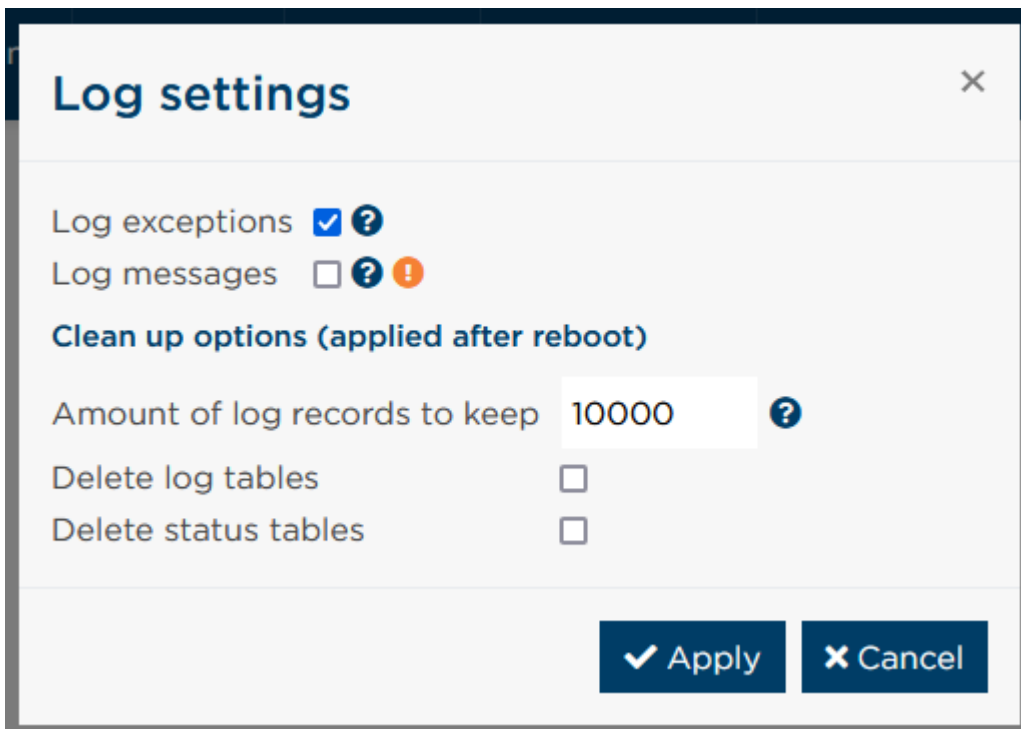 Log settings
Log exceptions
Log messages
Clean up options (applied after reboot)
Amount of log records to keep 10000
Delete log tables
Delete status tables
Apply Cancel